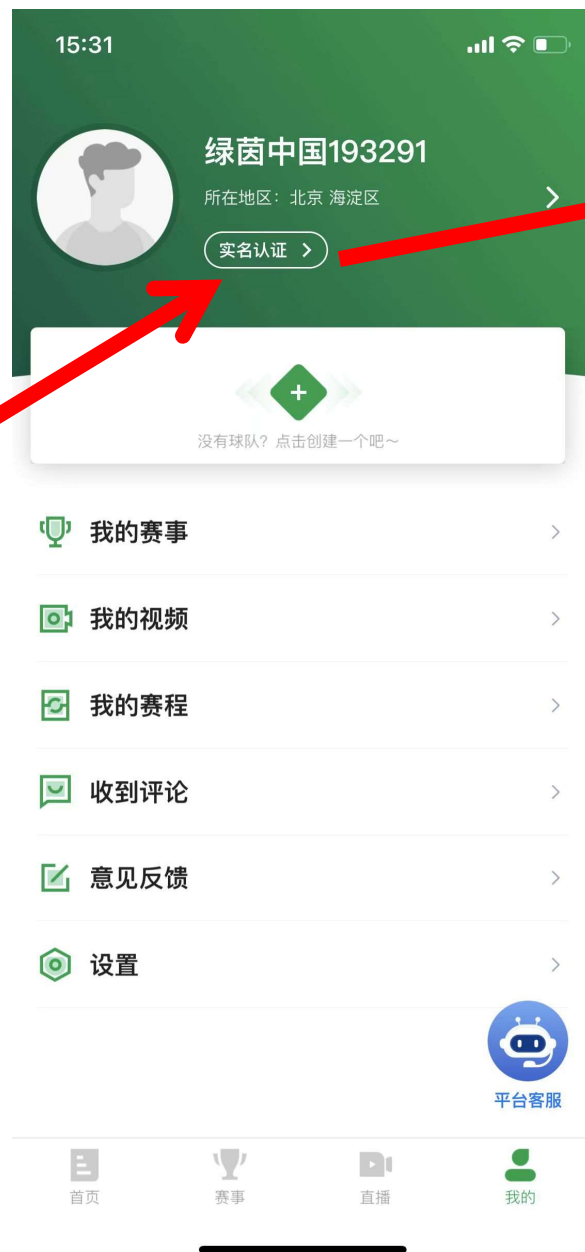 15:31
绿茵中国193291
所在地区：北京 海淀区
实名认证
没有球队？点击创建一个吧～
我的赛事
我的视频
我的赛程
收到评论
意见反馈
设置
平台客服
首页
赛事
直播
我的